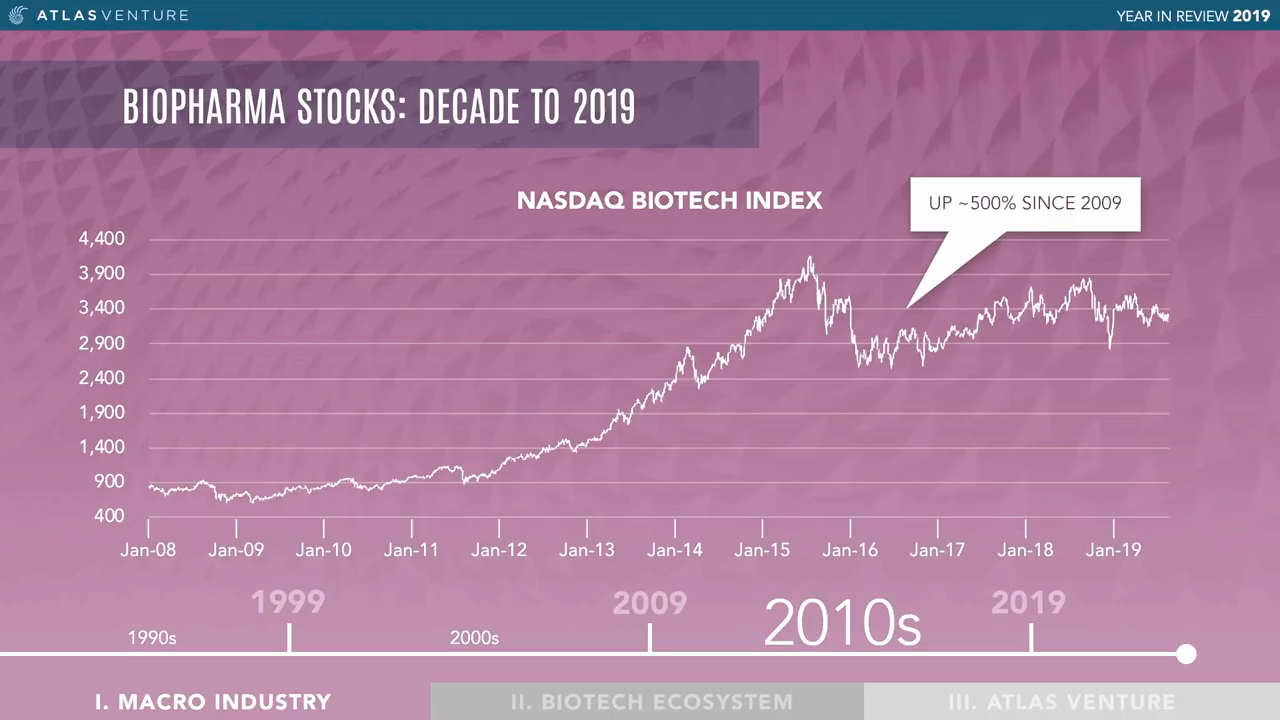 ATLAS VENTURE
YEAR IN REVIEW 2019
BIOPHARMA STOCKS: DECADE TO 2019
NASDAQ BIOTECH INDEX
UP ~500% SINCE 2009
4,400
3,900
3,400
2,900
2,400
1,900
1,400
900
400
Jan-08 Jan-09 Jan-10 Jan-11 Jan-12 Jan-13 Jan-14 Jan-15 Jan-16 Jan-17 Jan-18 Jan-19
1999 2009 2019
1990s 2000s 2010s
I. MACRO INDUSTRY II. BIOTECH ECOSYSTEM III. ATLAS VENTURE